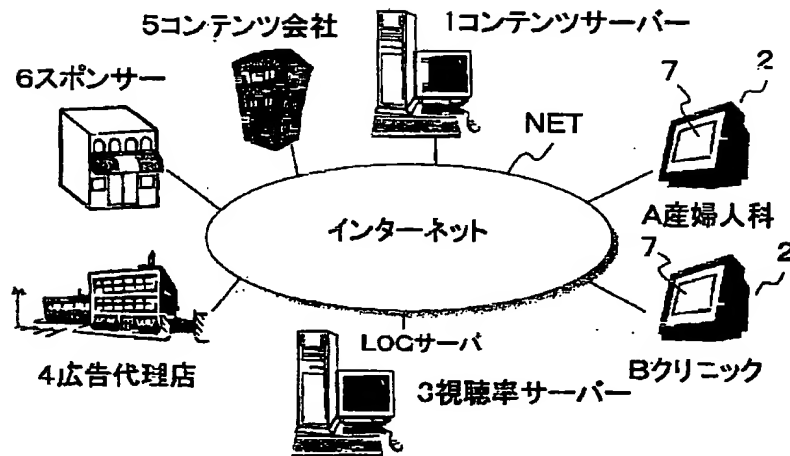 5コンテンツ会社
1コンテンツサーバー
6スポンサー
7
2
NET
A産婦人科
インターネット
7
2
LOGサーバ
Bクリニック
4広告代理店
3視聴率サーバー